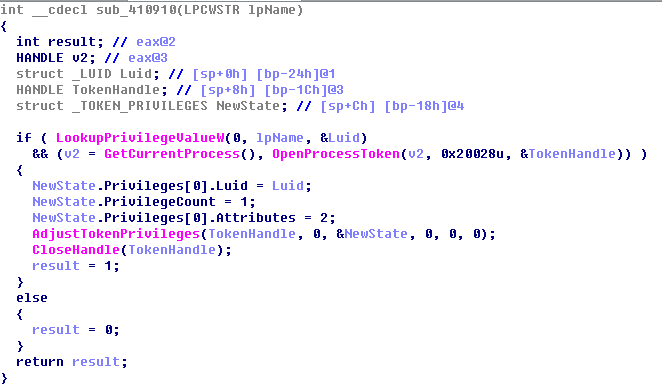 int __cdecl sub_410910(LPCWSTR lpName)
{
  int result; // eax@2
  HANDLE v2; // eax@3
  struct _LUID Luid; // [sp+0h] [bp-24h]@1
  HANDLE TokenHandle; // [sp+8h] [bp-1Ch]@3
  struct _TOKEN_PRIVILEGES NewState; // [sp+Ch] [bp-18h]@4

  if ( LookupPrivilegeValueW(0, lpName, &Luid)
    && (v2 = GetCurrentProcess(), OpenProcessToken(v2, 0x20028u, &TokenHandle)) )
  {
    NewState.Privileges[0].Luid = Luid;
    NewState.PrivilegeCount = 1;
    NewState.Privileges[0].Attributes = 2;
    AdjustTokenPrivileges(TokenHandle, 0, &NewState, 0, 0, 0);
    CloseHandle(TokenHandle);
    result = 1;
  }
  else
  {
    result = 0;
  }
  return result;
}